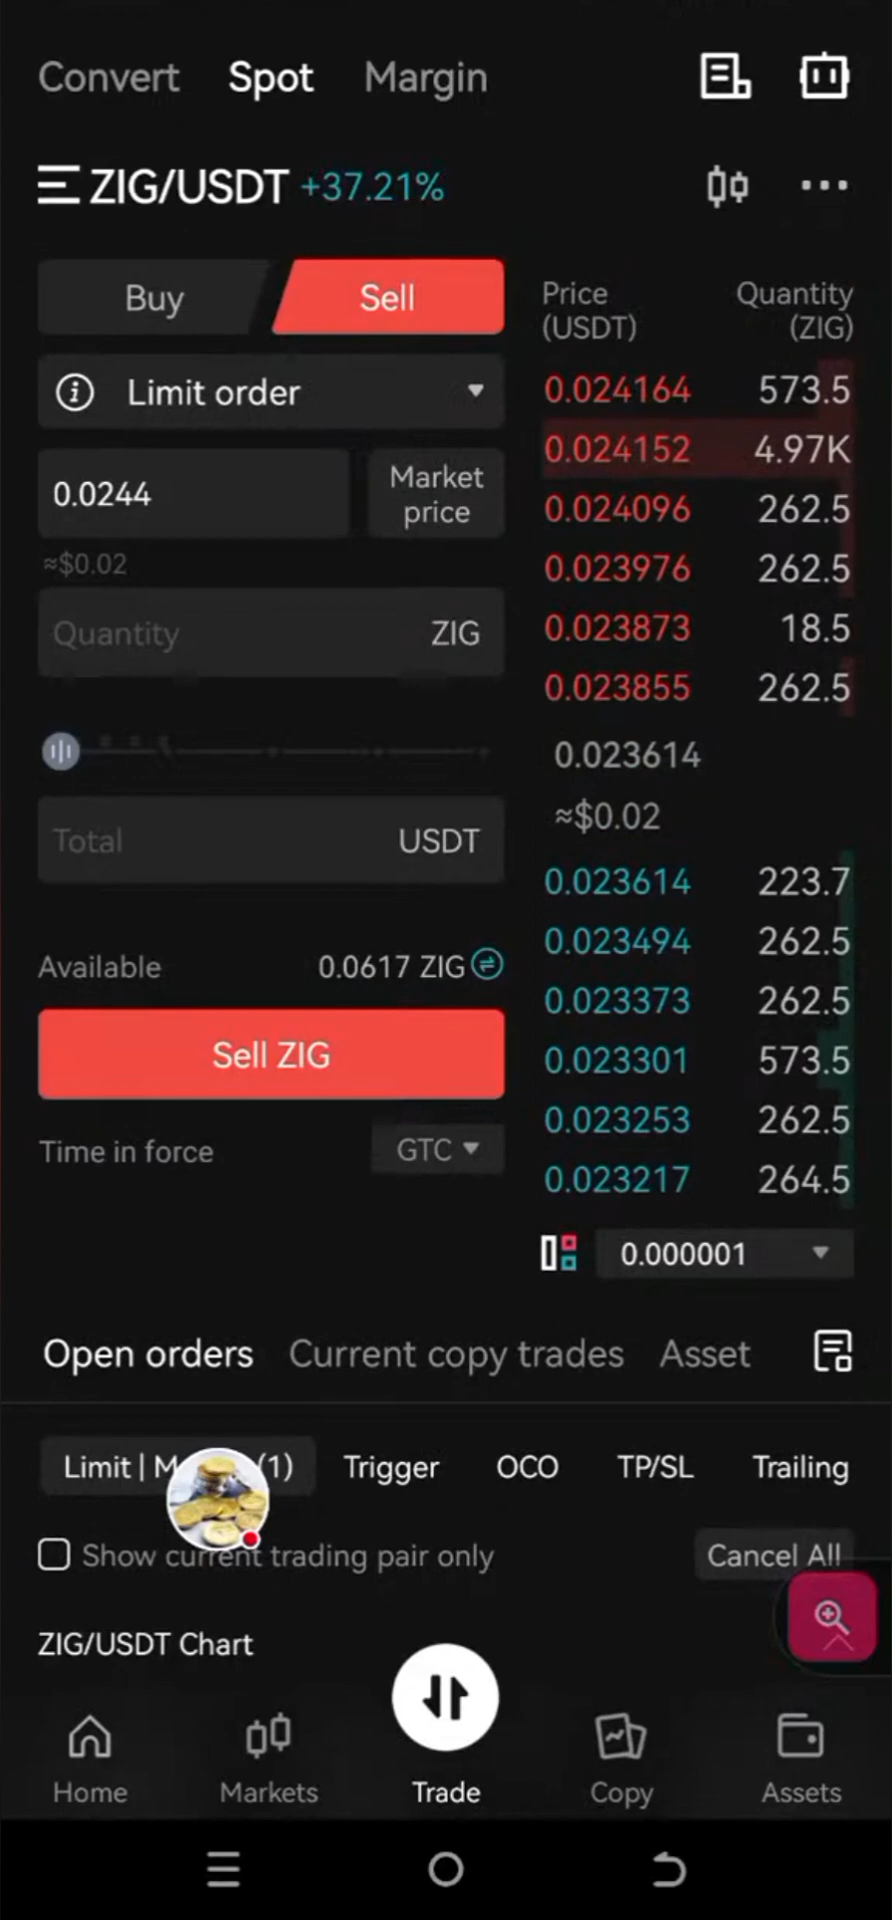 Convert Spot Margin
ZIG/USDT +37.21%
Buy Sell
Limit order
0.0244
Market
price
≈$0.02
Quantity ZIG
Total USDT
Available 0.0617 ZIG
Sell ZIG
Time in force GTC
Price
(USDT)
Quantity
(ZIG)
0.024164 573.5
0.024152 4.97K
0.024096 262.5
0.023976 262.5
0.023873 18.5
0.023855 262.5
0.023614
≈$0.02
0.023614 223.7
0.023494 262.5
0.023373 262.5
0.023301 573.5
0.023253 262.5
0.023217 264.5
0.000001
Open orders Current copy trades Asset
Limit | (1) Trigger OCO TP/SL Trailing
Show current trading pair only Cancel All
ZIG/USDT Chart
Home Markets Trade Copy Assets